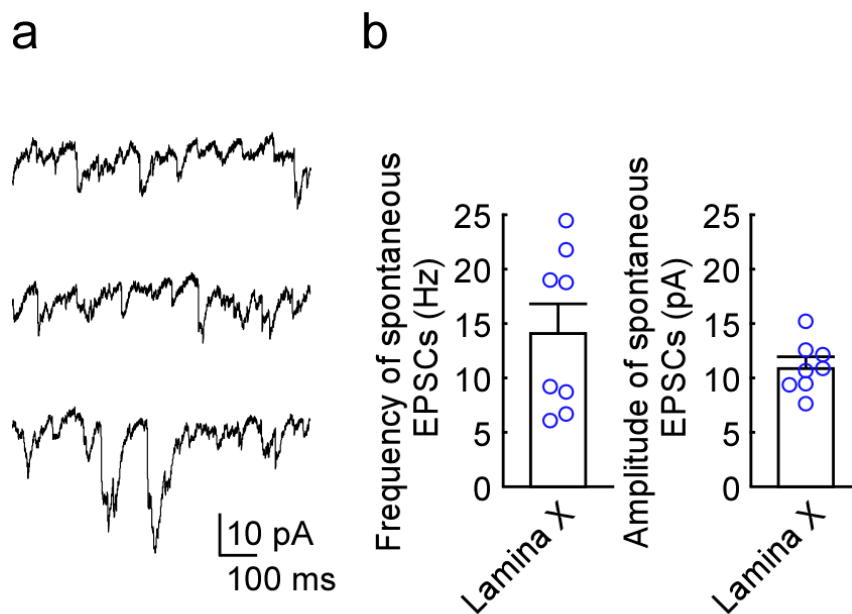 a
b
10 pA
100 ms
Frequency of spontaneous
EPSCs (Hz)
25
20
15
10
5
0
Lamina X
Amplitude of spontaneous
EPSCs (pA)
25
20
15
10
5
0
Lamina X